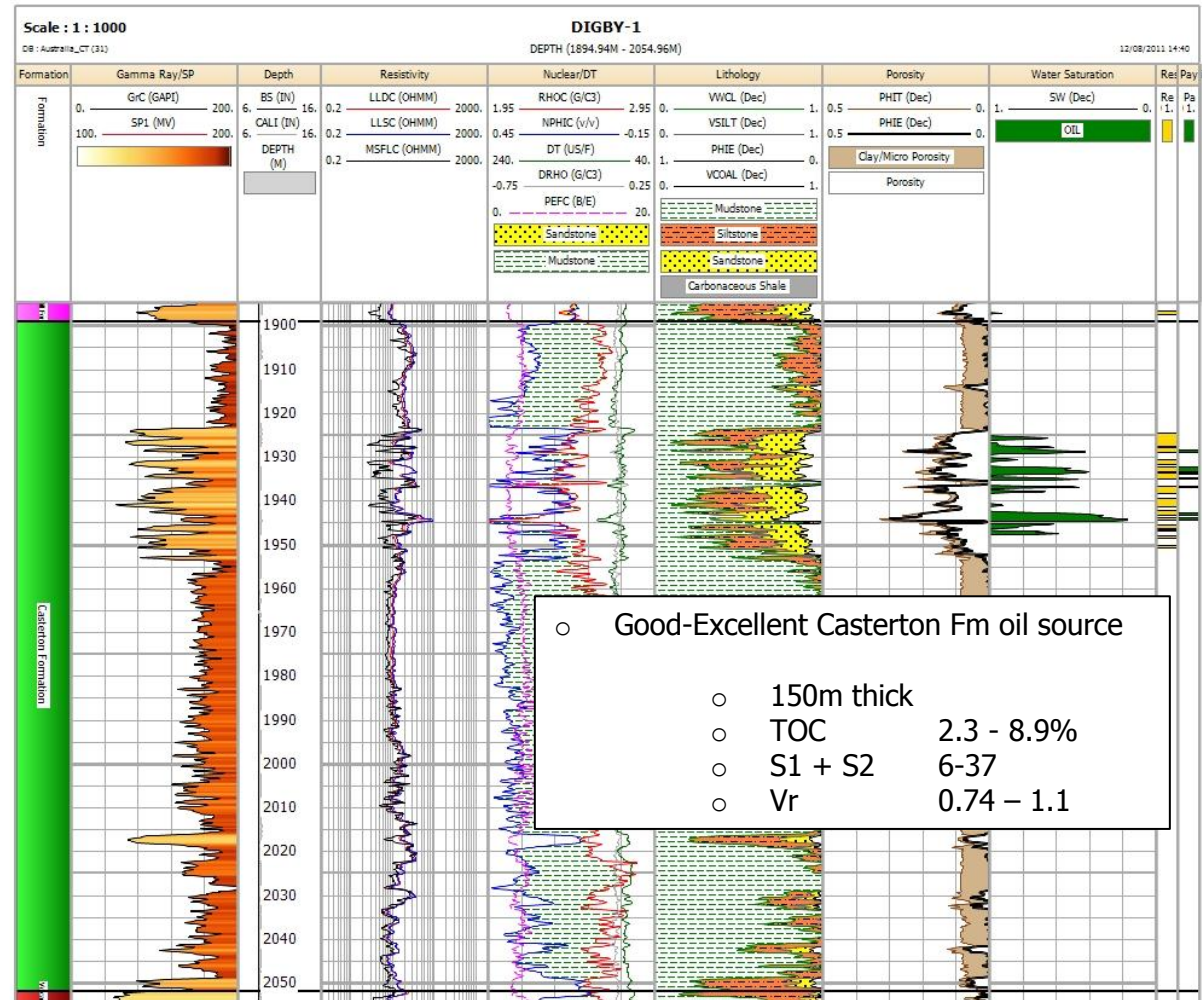 Scale : 1 : 1000
DIGBY-1
DB : Australia_CT (31)
DEPTH (1894.94M - 2054.96M)
12/08/2011 14:40
Formation Gamma Ray/SP Depth Resistivity Nuclear/DT Lithology Porosity Water Saturation Res Pay
Formation
GrC (GAPI)
0. 200.
SP1 (MV)
100. 200.
BS (IN)
6. 16.
CALI (IN)
6. 16.
DEPTH
(M)
LLDC (OHMM)
0.2 2000.
LLSC (OHMM)
0.2 2000.
MSFLC (OHMM)
0.2 2000.
RHOC (G/C3)
1.95 2.95
NPHIC (v/v)
0.45 -0.15
DT (US/F)
240. 40.
DRHO (G/C3)
-0.75 0.25
PEFC (B/E)
0. 20.
Sandstone
Mudstone
VWCL (Dec)
0. 1.
VSILT (Dec)
0. 1.
PHIE (Dec)
1. 0.
VCOAL (Dec)
0. 1.
Mudstone
Siltstone
Sandstone
Carbonaceous Shale
PHIT (Dec)
0.5 0.
PHIE (Dec)
0.5 0.
Clay/Micro Porosity
Porosity
SW (Dec)
1. 0.
OIL
Re
1.
Pa
1.
1900
1910
1920
1930
1940
1950
1960
1970
1980
1990
2000
2010
2020
2030
2040
2050
Casterton Formation
o Good-Excellent Casterton Fm oil source
o 150m thick
o TOC 2.3 - 8.9%
o S1 + S2 6-37
o Vr 0.74 – 1.1